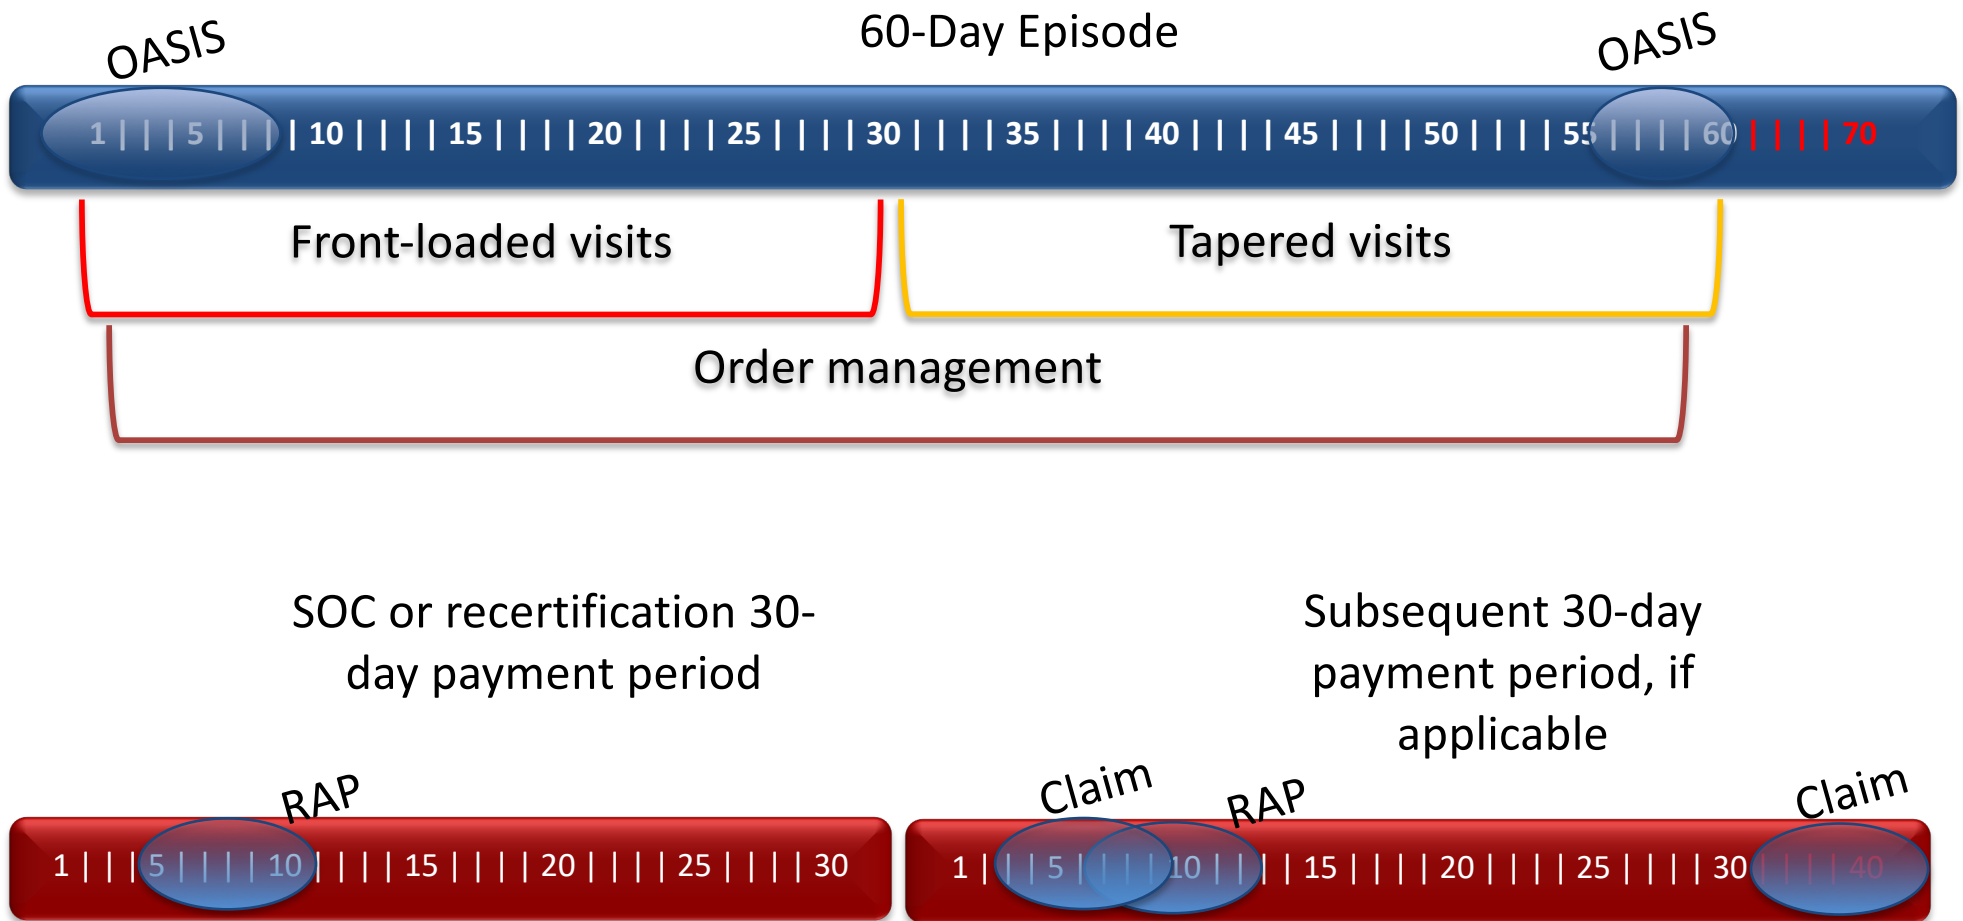 60-Day Episode
OASIS
OASIS
1 | | | 5 | | | | 10 | | | | 15 | | | | 20 | | | | 25 | | | | 30 | | | | 35 | | | | 40 | | | | 45 | | | | 50 | | | | 55 | | | | 60 | | | | 70
Front-loaded visits
Tapered visits
Order management
SOC or recertification 30-
day payment period
Subsequent 30-day
payment period, if
applicable
RAP
Claim
RAP
Claim
1 | | | 5 | | | | 10 | | | | 15 | | | | 20 | | | | 25 | | | | 30
1 | | | 5 | | | | 10 | | | | 15 | | | | 20 | | | | 25 | | | | 30 | | | | 40